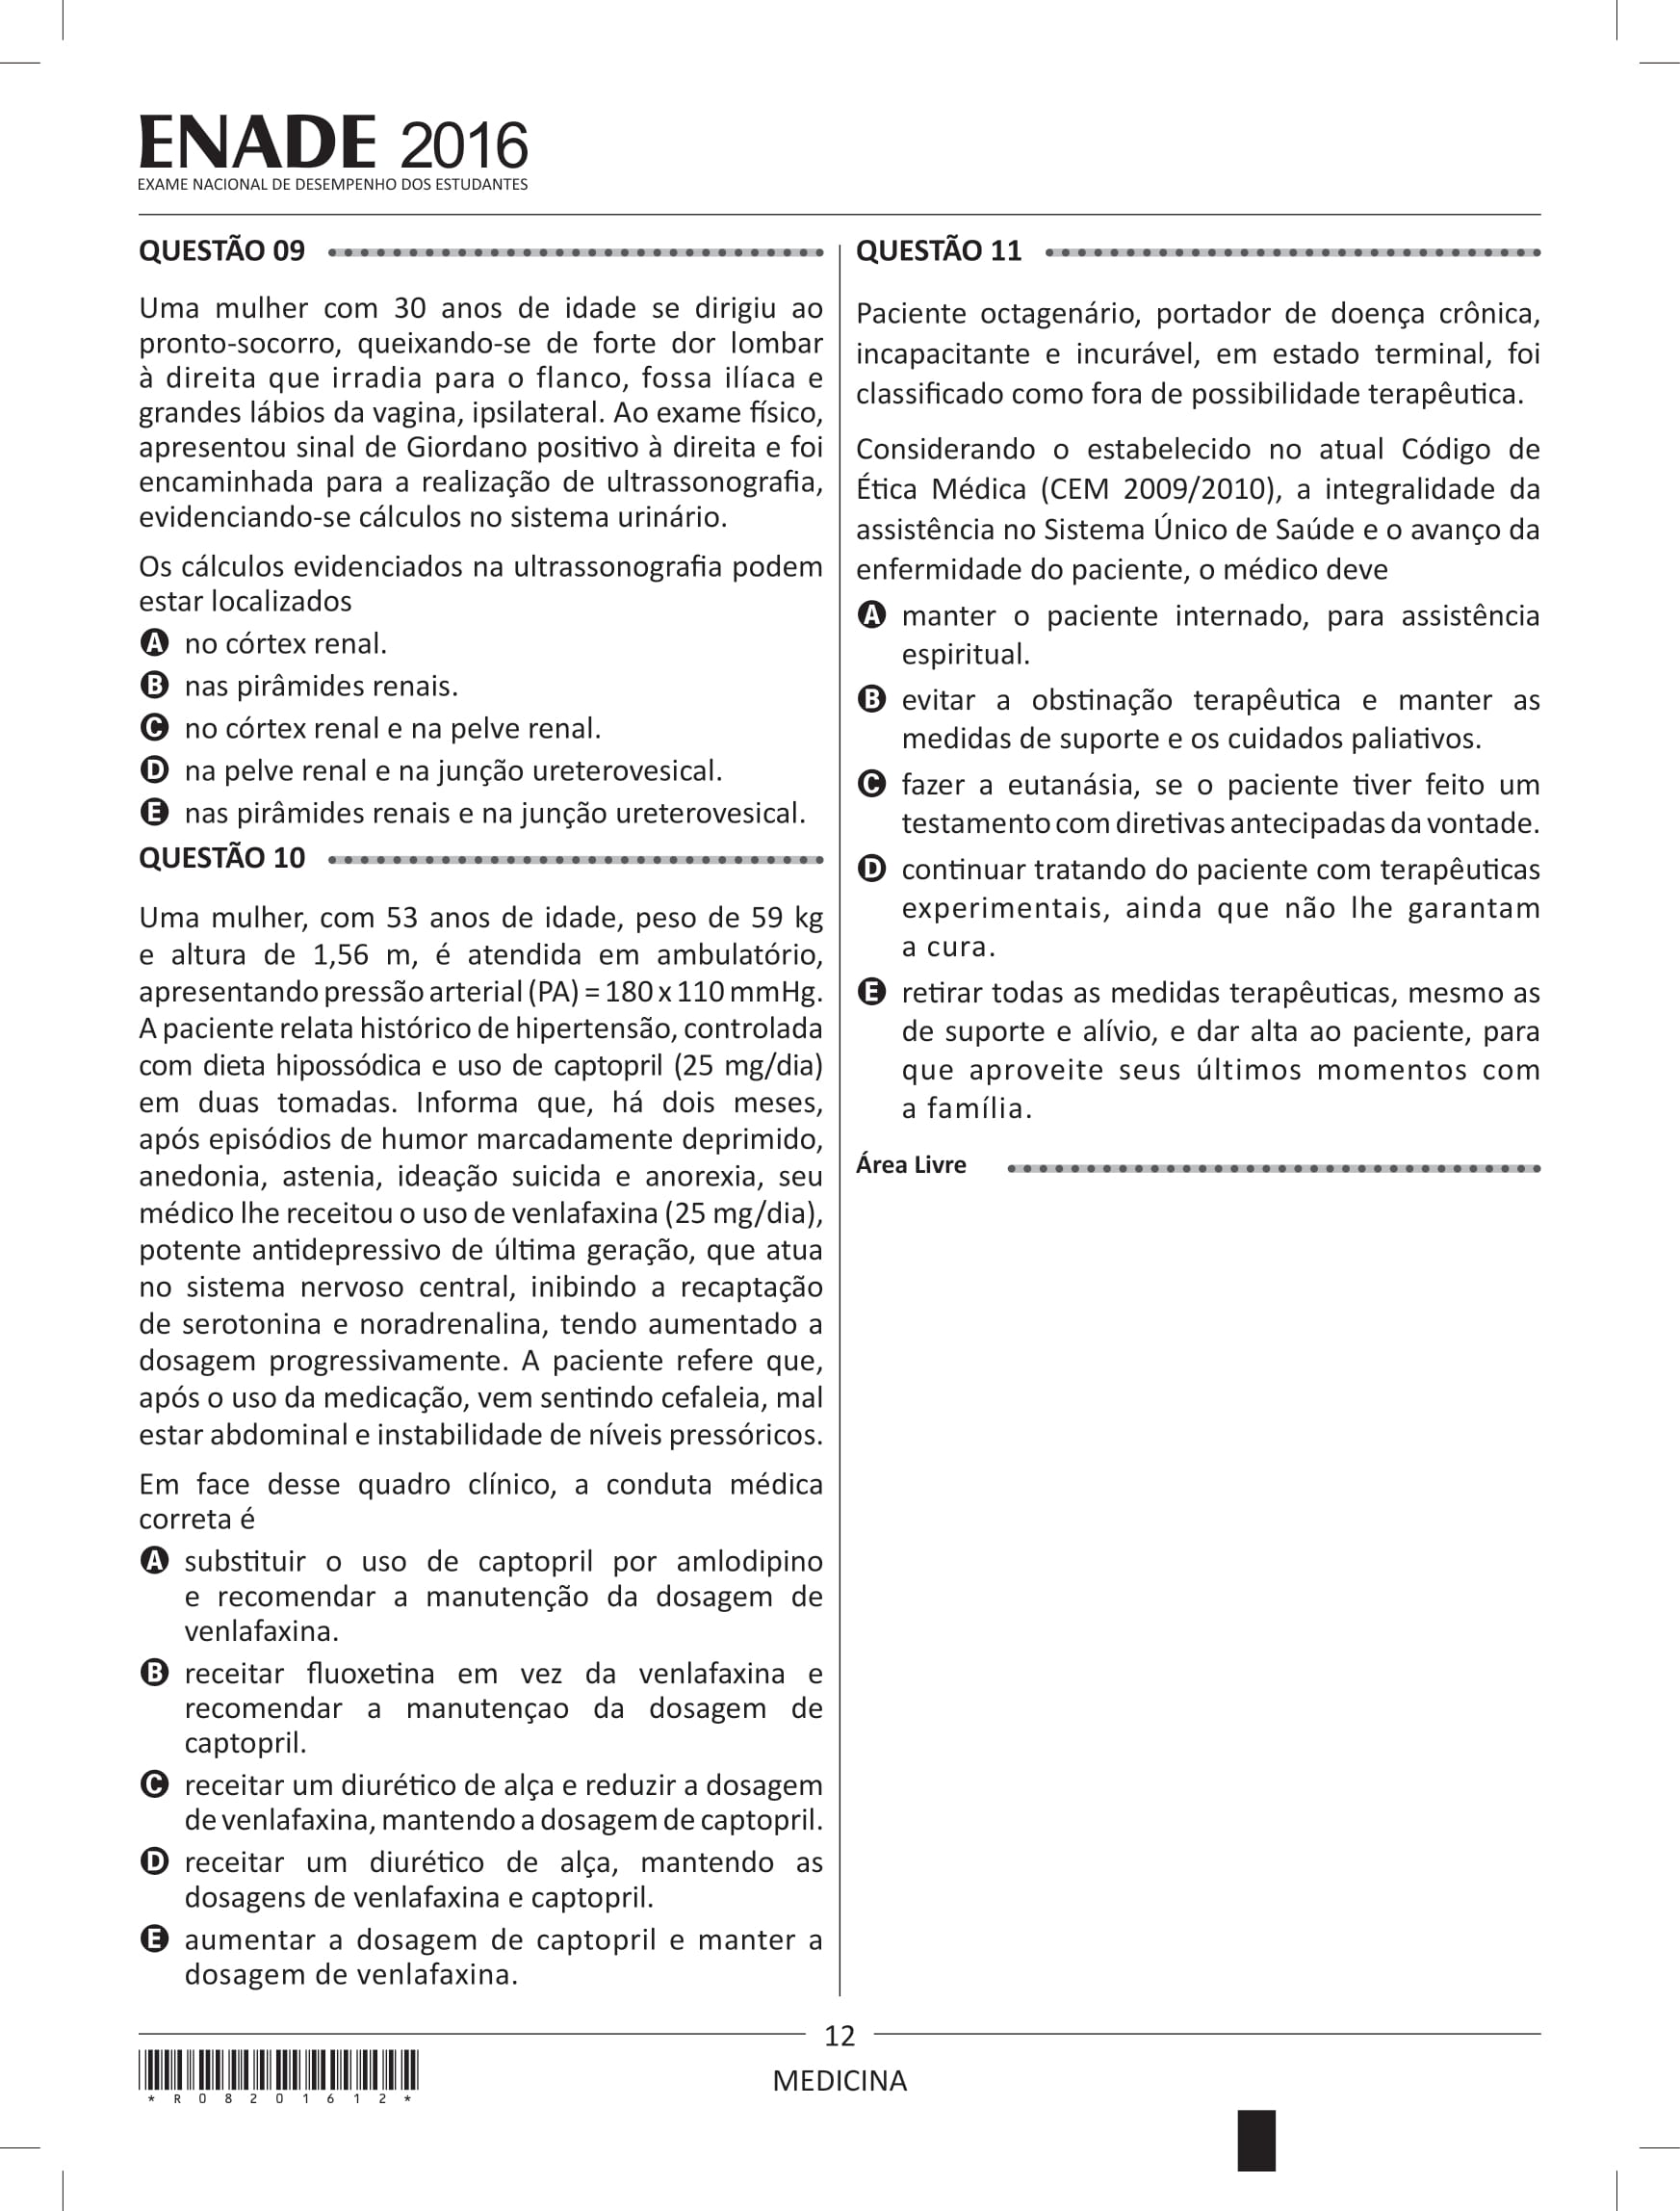 ENADE 2016
EXAME NACIONAL DE DESEMPENHO DOS ESTUDANTES
QUESTÃO 09
Uma mulher com 30 anos de idade se dirigiu ao
pronto-socorro, queixando-se de forte dor lombar
à direita que irradia para o flanco, fossa ilíaca e
grandes lábios da vagina, ipsilateral. Ao exame físico,
apresentou sinal de Giordano positivo à direita e foi
encaminhada para a realização de ultrassonografia,
evidenciando-se cálculos no sistema urinário.
Os cálculos evidenciados na ultrassonografia podem
estar localizados
A no córtex renal.
B nas pirâmides renais.
C no córtex renal e na pelve renal.
D na pelve renal e na junção ureterovesical.
E nas pirâmides renais e na junção ureterovesical.
QUESTÃO 10
Uma mulher, com 53 anos de idade, peso de 59 kg
e altura de 1,56 m, é atendida em ambulatório,
apresentando pressão arterial (PA) = 180 x 110 mmHg.
A paciente relata histórico de hipertensão, controlada
com dieta hipossódica e uso de captopril (25 mg/dia)
em duas tomadas. Informa que, há dois meses,
após episódios de humor marcadamente deprimido,
anedonia, astenia, ideação suicida e anorexia, seu
médico lhe receitou o uso de venlafaxina (25 mg/dia),
potente antidepressivo de última geração, que atua
no sistema nervoso central, inibindo a recaptação
de serotonina e noradrenalina, tendo aumentado a
dosagem progressivamente. A paciente refere que,
após o uso da medicação, vem sentindo cefaleia, mal
estar abdominal e instabilidade de níveis pressóricos.
Em face desse quadro clínico, a conduta médica
correta é
A substituir o uso de captopril por amlodipino
e recomendar a manutenção da dosagem de
venlafaxina.
B receitar fluoxetina em vez da venlafaxina e
recomendar a manutençao da dosagem de
captopril.
C receitar um diurético de alça e reduzir a dosagem
de venlafaxina, mantendo a dosagem de captopril.
D receitar um diurético de alça, mantendo as
dosagens de venlafaxina e captopril.
E aumentar a dosagem de captopril e manter a
dosagem de venlafaxina.
QUESTÃO 11
Paciente octagenário, portador de doença crônica,
incapacitante e incurável, em estado terminal, foi
classificado como fora de possibilidade terapêutica.
Considerando o estabelecido no atual Código de
Ética Médica (CEM 2009/2010), a integralidade da
assistência no Sistema Único de Saúde e o avanço da
enfermidade do paciente, o médico deve
A manter o paciente internado, para assistência
espiritual.
B evitar a obstinação terapêutica e manter as
medidas de suporte e os cuidados paliativos.
C fazer a eutanásia, se o paciente tiver feito um
testamento com diretivas antecipadas da vontade.
D continuar tratando do paciente com terapêuticas
experimentais, ainda que não lhe garantam
a cura.
E retirar todas as medidas terapêuticas, mesmo as
de suporte e alívio, e dar alta ao paciente, para
que aproveite seus últimos momentos com
a família.
Área Livre
12
MEDICINA
* R 0 8 2 0 1 6 1 2 *